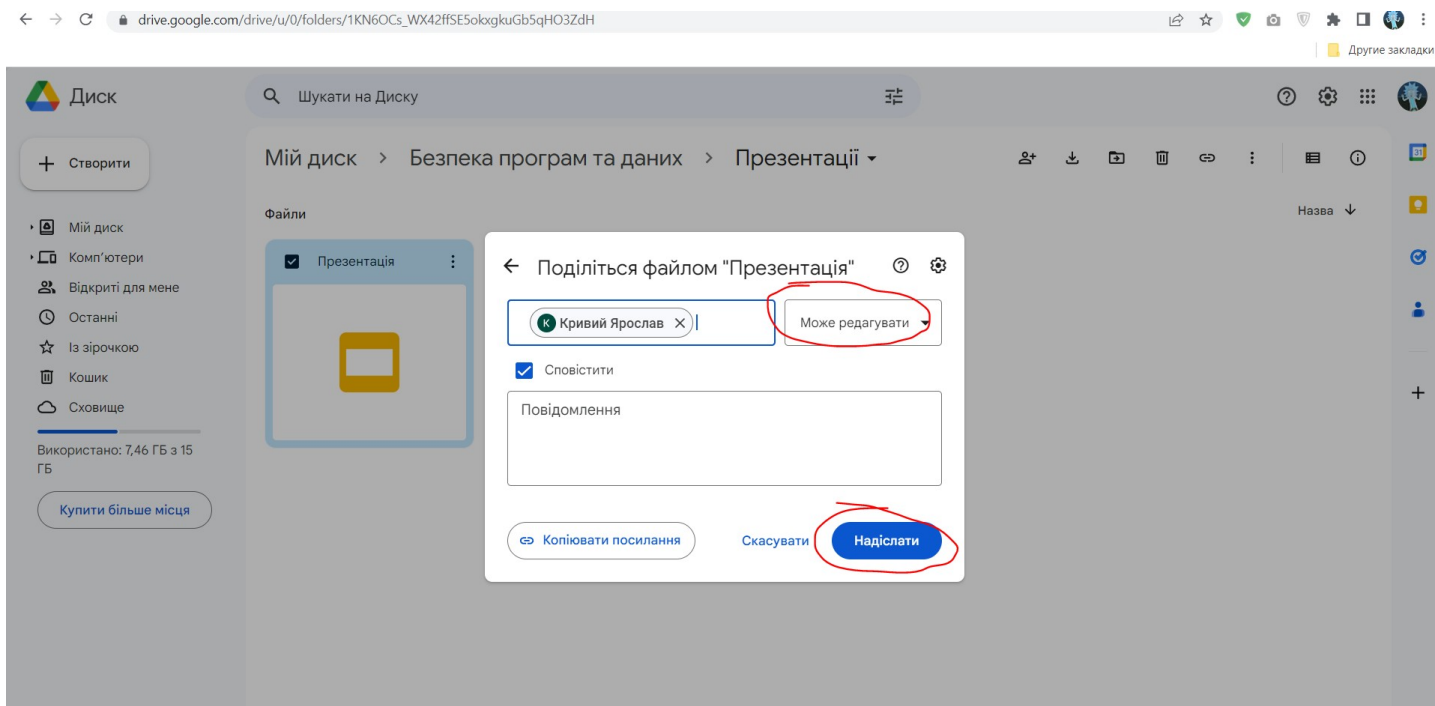 drive.google.com/drive/u/0/folders/1KN6OCs_WX42ffSE5okxgkuGb5qHO3ZdH
Другие закладки
Диск
Шукати на Диску
Створити
Мій диск > Безпека програм та даних > Презентації
31
Файли
Назва
Мій диск
Комп'ютери
Відкриті для мене
Останні
Із зірочкою
Кошик
Сховище
Використано: 7,46 ГБ з 15
ГБ
Купити більше місця
Презентація
Поділіться файлом "Презентація"
К Кривий Ярослав
Може редагувати
Сповістити
Повідомлення
Копіювати посилання
Скасувати
Надіслати